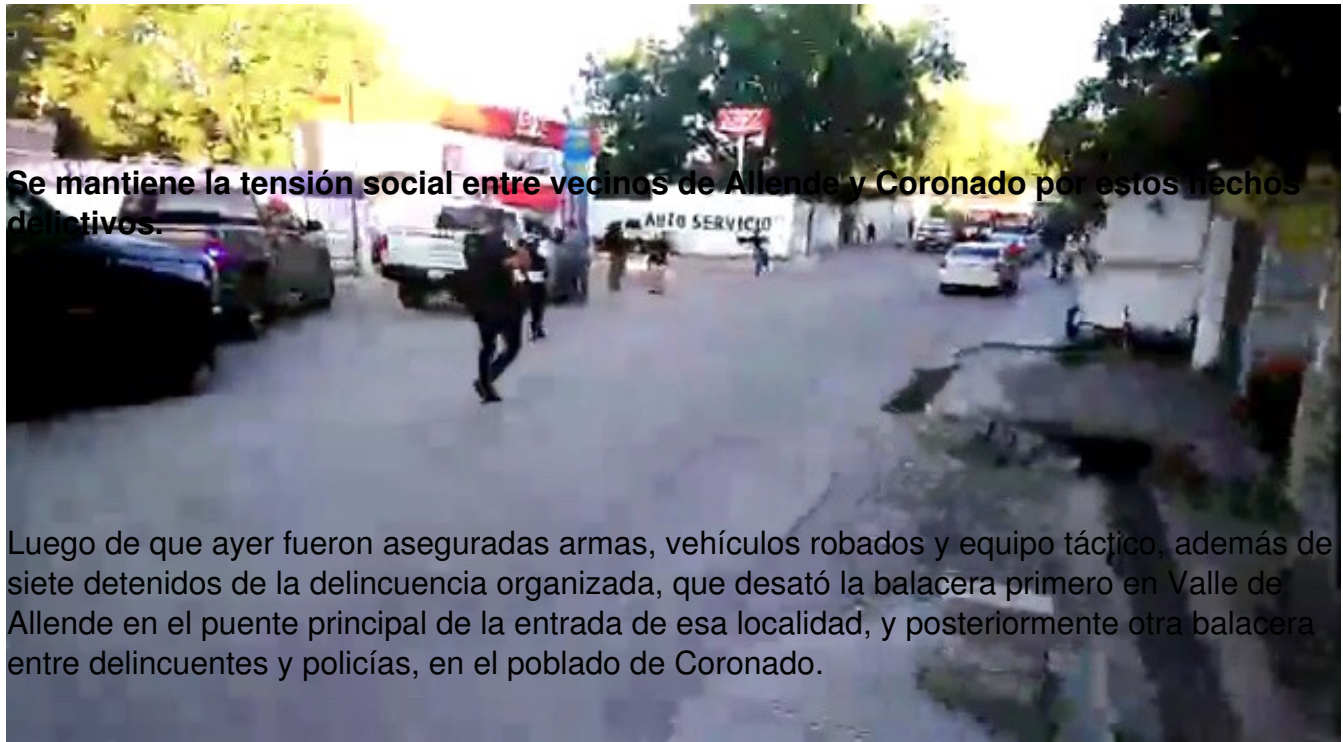 Se mantiene la tensión social entre vecinos de Allende y Coronado por estos hechos
delictivos.
AUTO SERVICIO
Luego de que ayer fueron aseguradas armas, vehículos robados y equipo táctico, además de
siete detenidos de la delincuencia organizada, que desató la balacera primero en Valle de
Allende en el puente principal de la entrada de esa localidad, y posteriormente otra balacera
entre delincuentes y policías, en el poblado de Coronado.